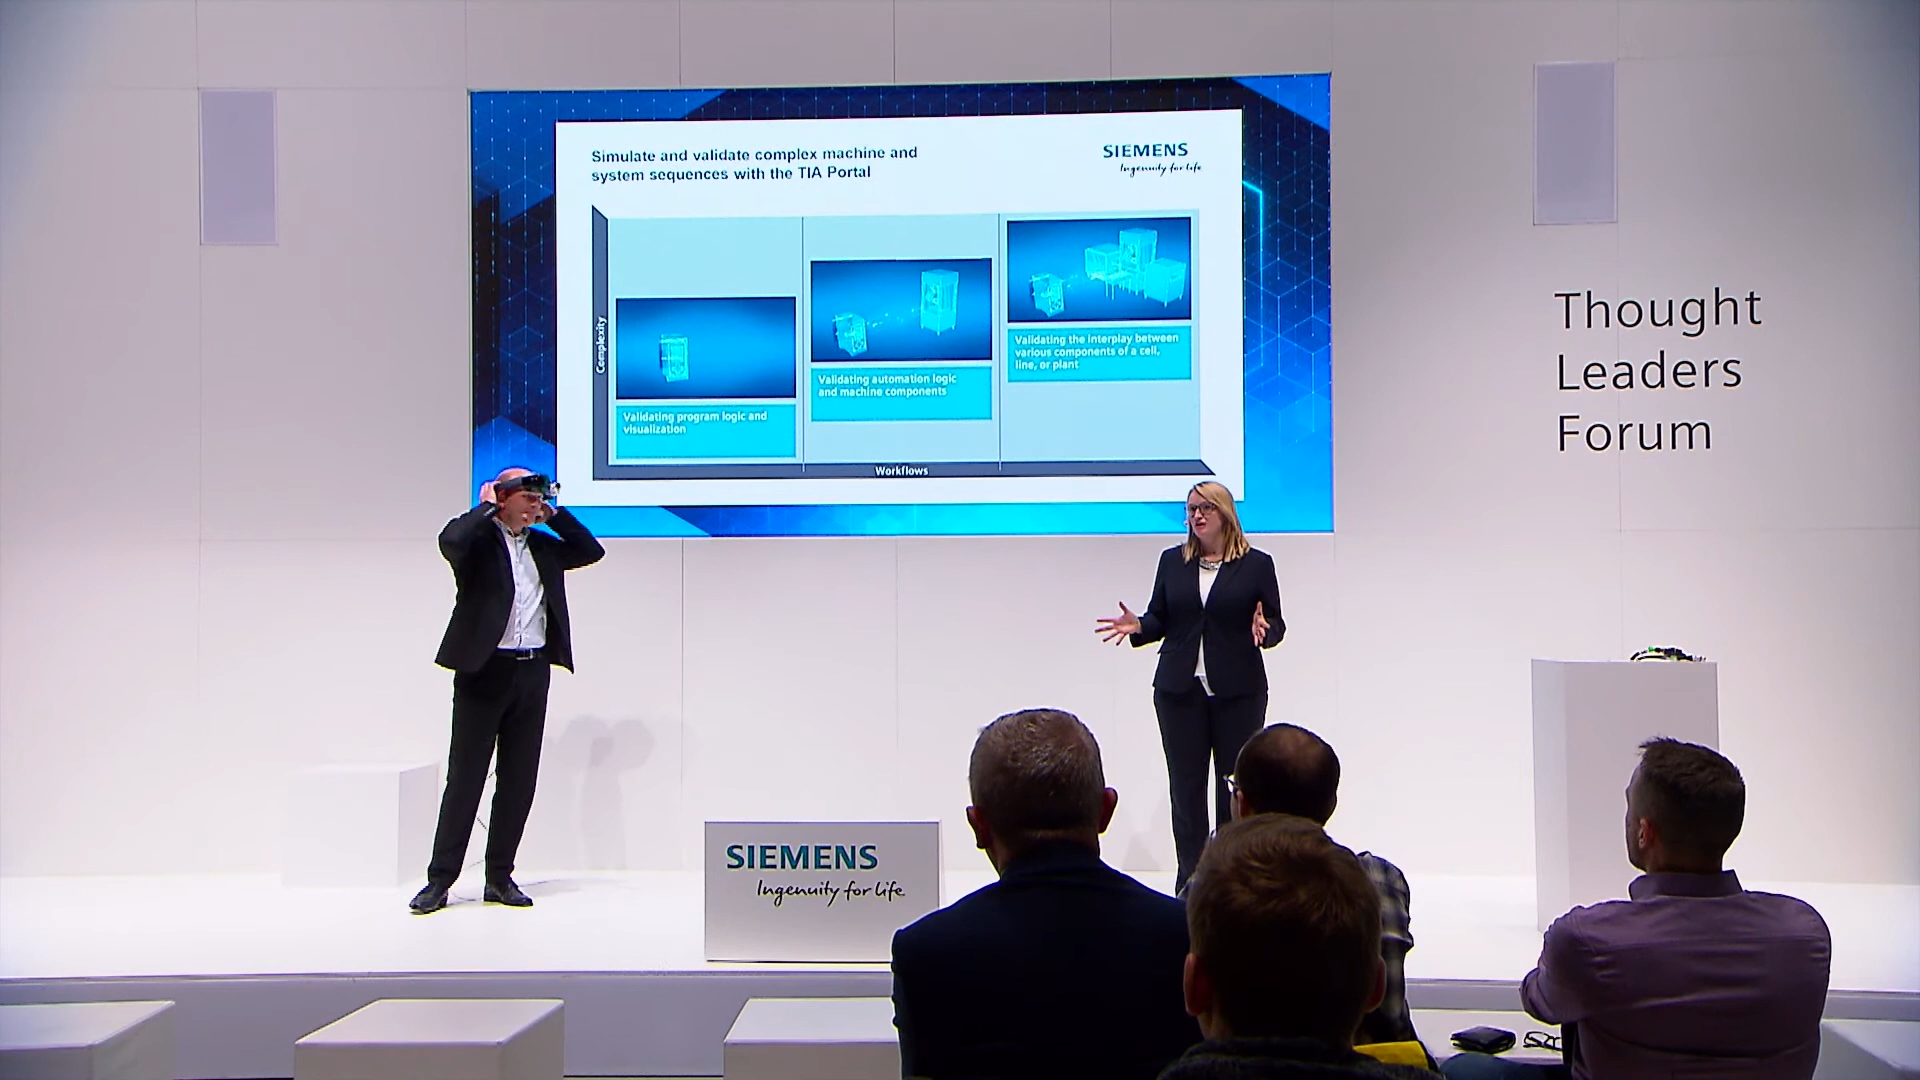 Simulate and validate complex machine and
system sequences with the TIA Portal
SIEMENS
Ingenuity for life
Complexity
Validating program logic and
visualization
Validating automation logic
and machine components
Validating the interplay between
various components of a cell,
line, or plant
Workflows
Thought
Leaders
Forum
SIEMENS
Ingenuity for life